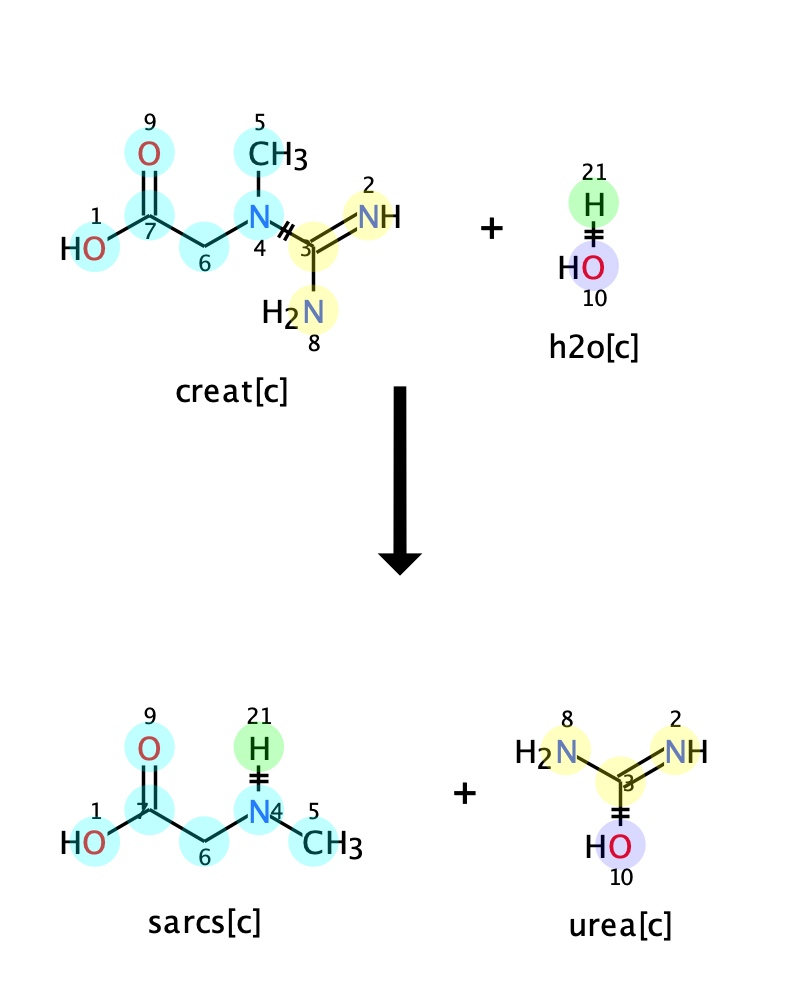 9 5
O CH3 2 21
1 N NH H
HO 7 4 3 + HO
6 H2N 10
8 h2o[c]
creat[c]
9 21 8 2
O H H2N NH
1 7 N 4 5 + 3
HO 6 CH3 HO
10
sarcs[c] urea[c]